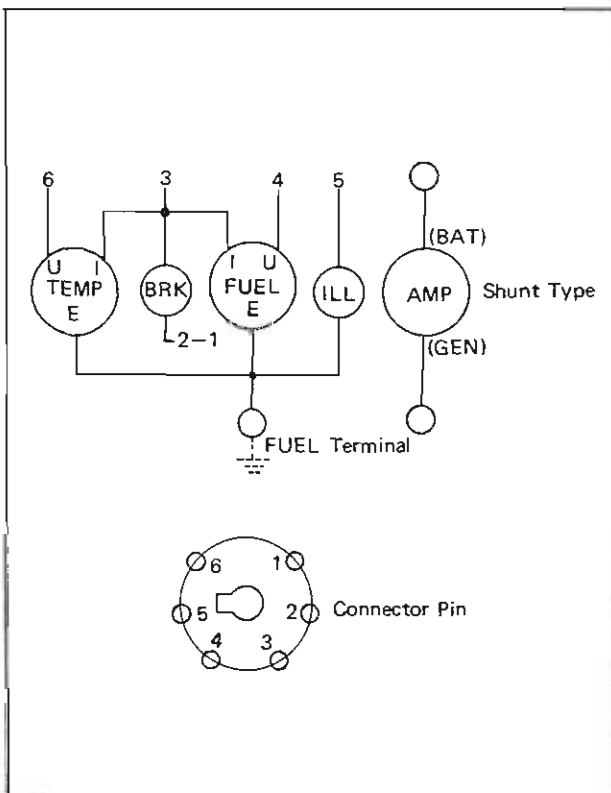 6 3 4 5
(BAT)
U I I U
TEMP BRK FUEL ILL AMP Shunt Type
E E
2-1
(GEN)
FUEL Terminal
6 1
5 2 Connector Pin
4 3